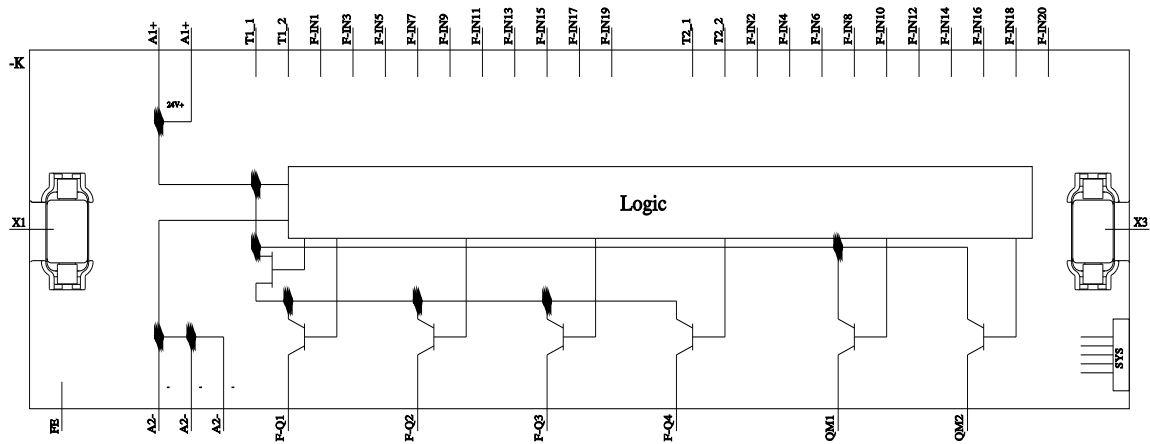 A1+
A1+
T1_1
T1_2
F-IN1
F-IN3
F-IN5
F-IN7
F-IN9
F-IN11
F-IN13
F-IN15
F-IN17
F-IN19
T2_1
T2_2
F-IN2
F-IN4
F-IN6
F-IN8
F-IN10
F-IN12
F-IN14
F-IN16
F-IN18
F-IN20
-K
24V+
Logic
X1
X3
SYS
-
-
-
FE
A2-
A2-
A2-
F-Q1
F-Q2
F-Q3
F-Q4
QM1
QM2